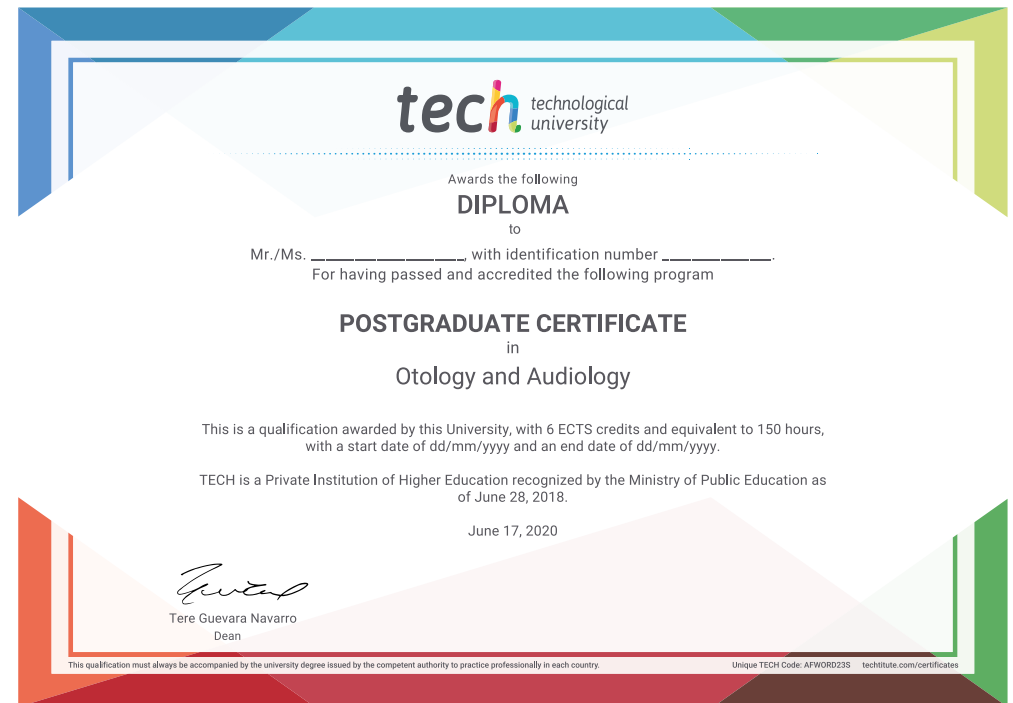 tech technological
university
Awards the following
DIPLOMA
to
Mr./Ms. ____________________, with identification number ______________.
For having passed and accredited the following program
POSTGRADUATE CERTIFICATE
in
Otology and Audiology
This is a qualification awarded by this University, with 6 ECTS credits and equivalent to 150 hours,
with a start date of dd/mm/yyyy and an end date of dd/mm/yyyy.
TECH is a Private Institution of Higher Education recognized by the Ministry of Public Education as
of June 28, 2018.
June 17, 2020
Tere Guevara Navarro
Dean
This qualification must always be accompanied by the university degree issued by the competent authority to practice professionally in each country.
Unique TECH Code: AFWORD23S techtitute.com/certificates